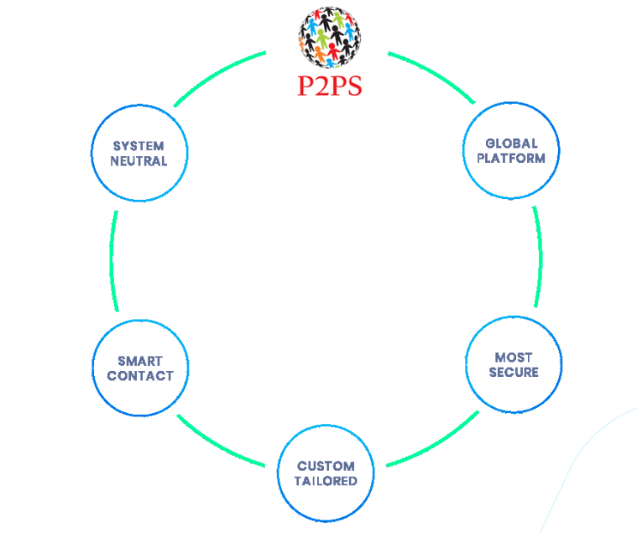 P2PS
SYSTEM
NEUTRAL
GLOBAL
PLATFORM
SMART
CONTACT
MOST
SECURE
CUSTOM
TAILORED